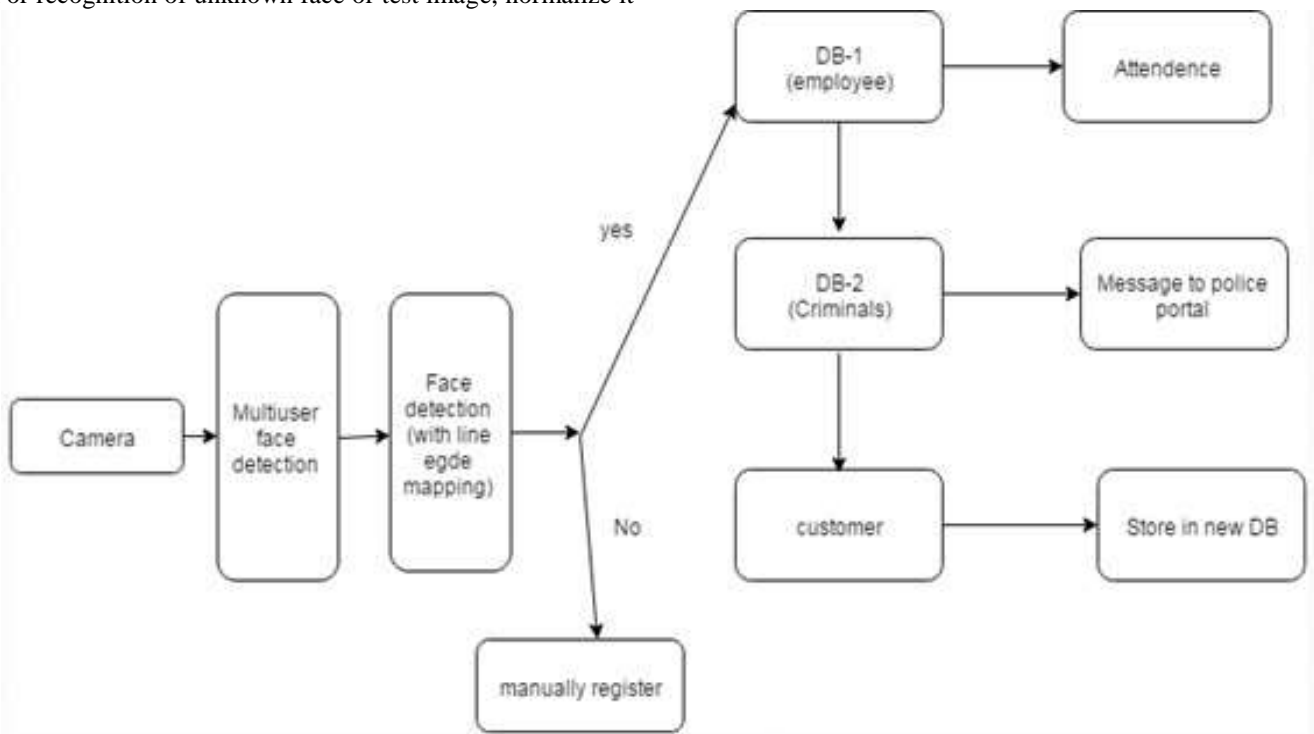 of recognition of unknown face or test image, normalize it
DB-1
(employee)
Attendence
yes
DB-2
(Criminals)
Message to police
portal
Camera
Multiuser
face
detection
Face
detection
(with line
egde
mapping)
No
customer
Store in new DB
manually register